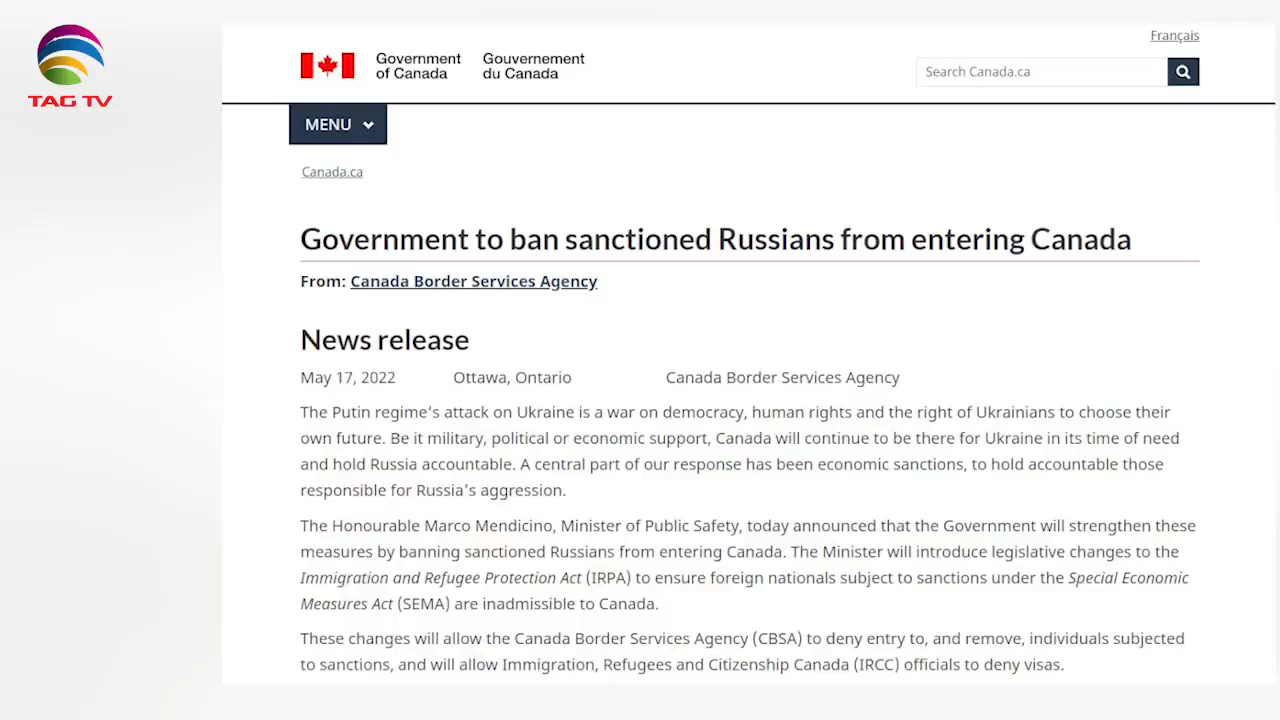 TAG TV
Français
Government of Canada
Gouvernement du Canada
Search Canada.ca
MENU
Canada.ca
Government to ban sanctioned Russians from entering Canada
From: Canada Border Services Agency
News release
May 17, 2022 Ottawa, Ontario Canada Border Services Agency
The Putin regime's attack on Ukraine is a war on democracy, human rights and the right of Ukrainians to choose their
own future. Be it military, political or economic support, Canada will continue to be there for Ukraine in its time of need
and hold Russia accountable. A central part of our response has been economic sanctions, to hold accountable those
responsible for Russia's aggression.
The Honourable Marco Mendicino, Minister of Public Safety, today announced that the Government will strengthen these
measures by banning sanctioned Russians from entering Canada. The Minister will introduce legislative changes to the
Immigration and Refugee Protection Act (IRPA) to ensure foreign nationals subject to sanctions under the Special Economic
Measures Act (SEMA) are inadmissible to Canada.
These changes will allow the Canada Border Services Agency (CBSA) to deny entry to, and remove, individuals subjected
to sanctions, and will allow Immigration, Refugees and Citizenship Canada (IRCC) officials to deny visas.